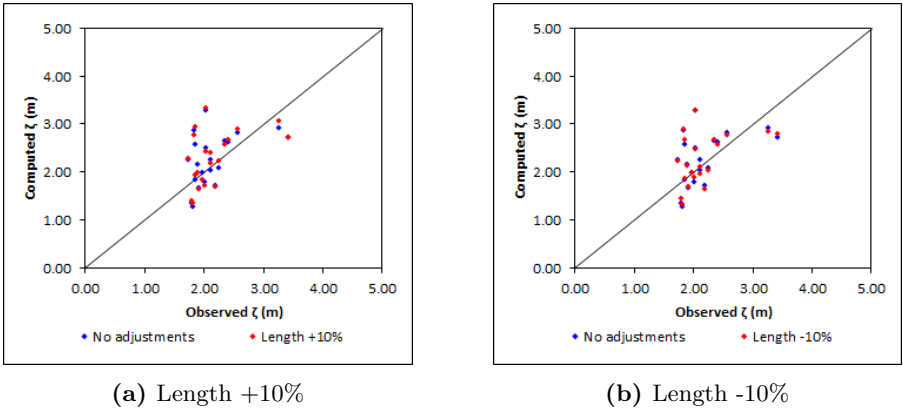 5.00
4.00
3.00
2.00
1.00
0.00
Computed ζ (m)
0.00 1.00 2.00 3.00 4.00 5.00
Observed ζ (m)
No adjustments Length +10%
(a) Length +10%
5.00
4.00
3.00
2.00
1.00
0.00
Computed ζ (m)
0.00 1.00 2.00 3.00 4.00 5.00
Observed ζ (m)
No adjustments Length -10%
(b) Length -10%